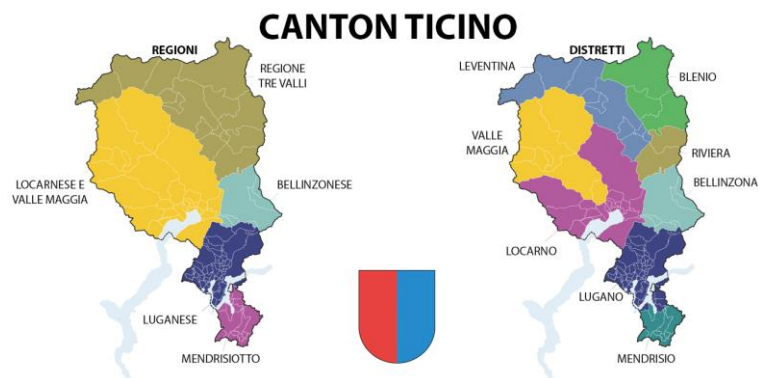 CANTON TICINO
REGIONI
REGIONE
TRE VALLI
LOCARNESE E
VALLE MAGGIA
BELLINZONESE
LUGANESE
MENDRISIOTTO
DISTRETTI
LEVENTINA
BLENIO
VALLE
MAGGIA
RIVIERA
BELLINZONA
LOCARNO
LUGANO
MENDRISIO